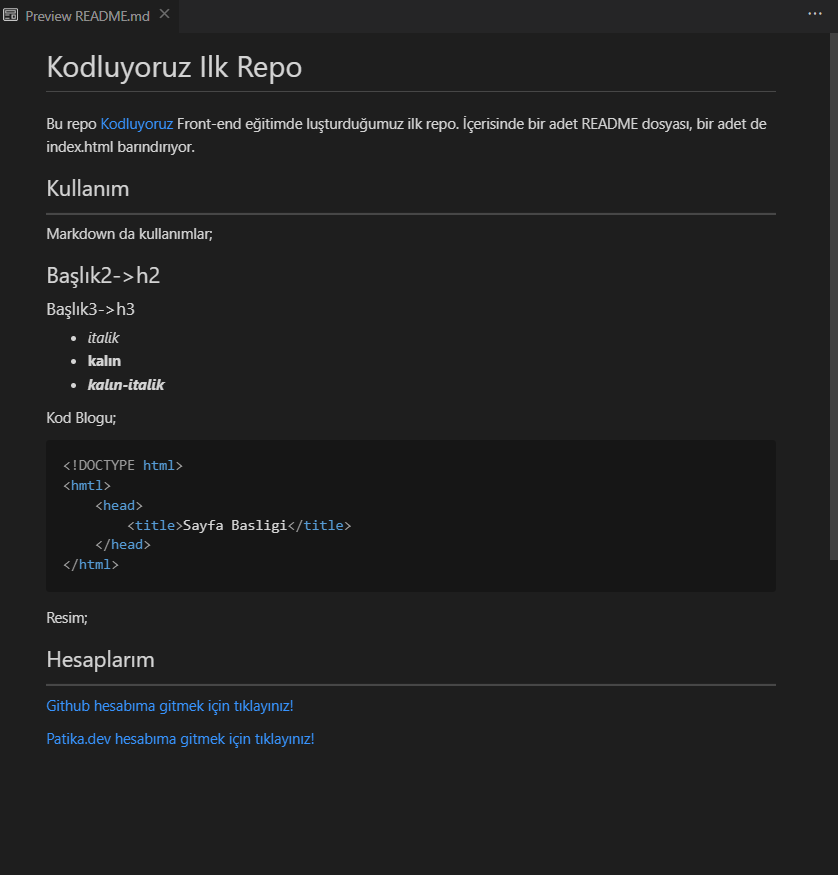 Preview README.md
Kodluyoruz Ilk Repo
Bu repo Kodluyoruz Front-end eğitimde luşturduğumuz ilk repo. İçerisinde bir adet README dosyası, bir adet de
index.html barındırıyor.
Kullanım
Markdown da kullanımlar;
Başlık2->h2
Başlık3->h3
italik
kalın
kalın-italik
Kod Blogu;
<!DOCTYPE html>
<hmtl>
    <head>
        <title>Sayfa Basligi</title>
    </head>
</html>
Resim;
Hesaplarım
Github hesabıma gitmek için tıklayınız!
Patika.dev hesabıma gitmek için tıklayınız!